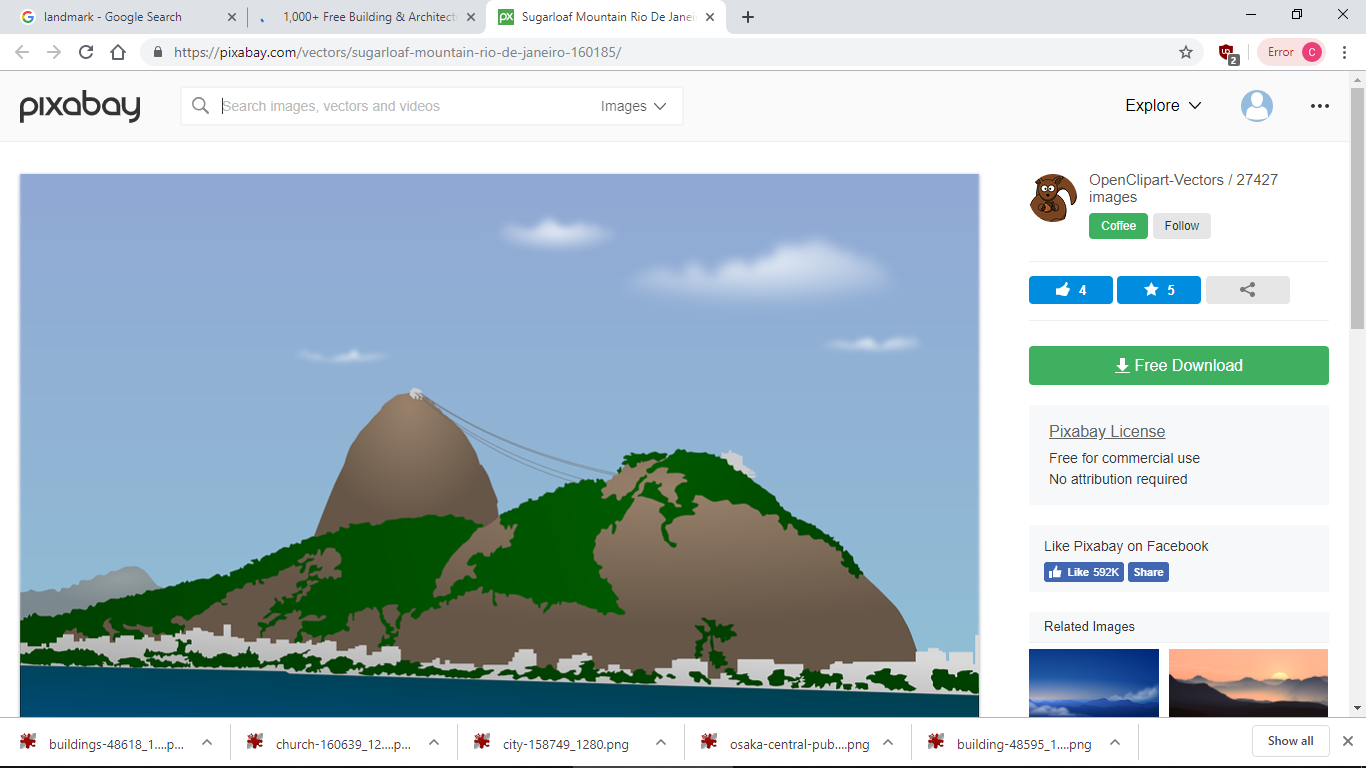 landmark - Google Search
1,000+ Free Building & Architect
Sugarloaf Mountain Rio De Janei
https://pixabay.com/vectors/sugarloaf-mountain-rio-de-janeiro-160185/
2
Error
C
pixabay
Search images, vectors and videos
Images
Explore
OpenClipart-Vectors / 27427
images
Coffee
Follow
4
5
Free Download
Pixabay License
Free for commercial use
No attribution required
Like Pixabay on Facebook
Like 592K
Share
Related Images
buildings-48618_1....p...
church-160639_12....p...
city-158749_1280.png
osaka-central-pub....png
building-48595_1....png
Show all